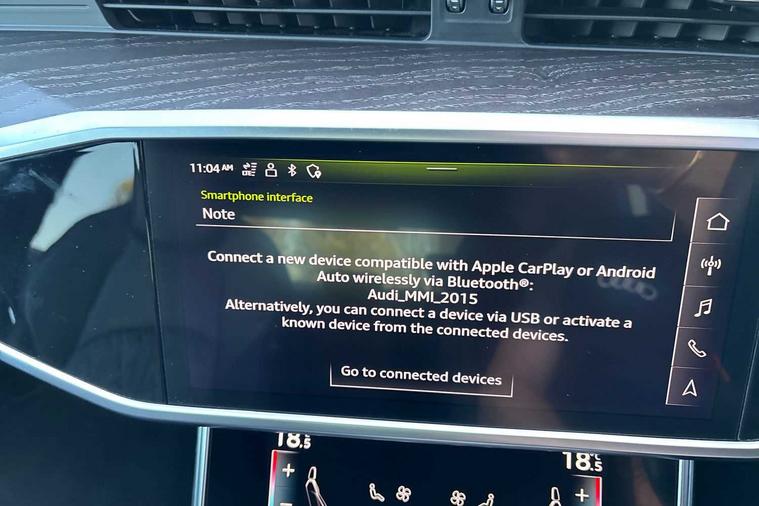 11:04 AM
Smartphone interface
Note
Connect a new device compatible with Apple CarPlay or Android
Auto wirelessly via Bluetooth®:
Audi_MMI_2015
Alternatively, you can connect a device via USB or activate a
known device from the connected devices.
Go to connected devices
18.5
18.5 °C